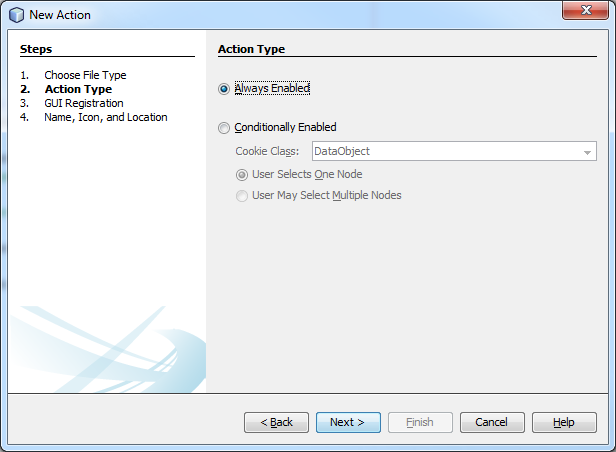 New Action
Steps
1. Choose File Type
2. Action Type
3. GUI Registration
4. Name, Icon, and Location
Action Type
Always Enabled
Conditionally Enabled
Cookie Class: DataObject
User Selects One Node
User May Select Multiple Nodes
< Back Next > Finish Cancel Help